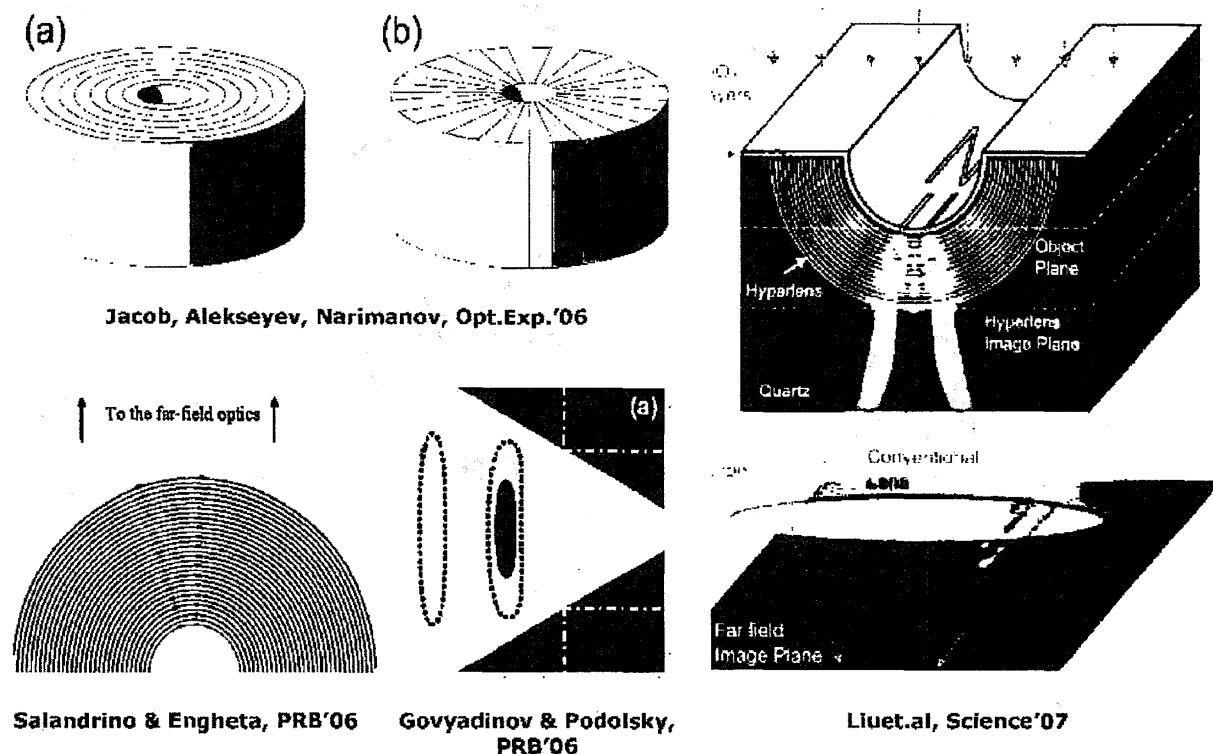 (a)
(b)
Jacob, Alekseyev, Narimanov, Opt.Exp.'06
To the far-field optics
(a)
Salandrino & Engheta, PRB'06
Govyadinov & Podolsky,
PRB'06
Object
Plane
Hyperlens
Hyperlens
Image Plane
Quartz
Conventional
Far field
Image Plane
Liuet.al, Science'07